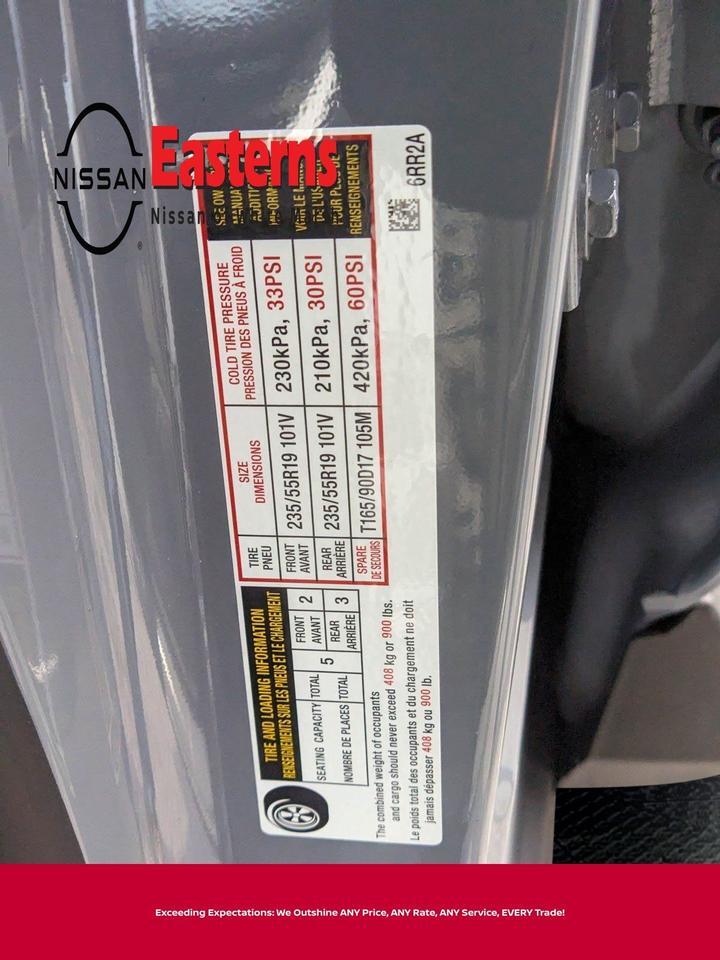 NISSAN
Easterns
Nissan
®
TIRE AND LOADING INFORMATION
RENSEIGNEMENTS SUR LES PNEUS ET LE CHARGEMENT
SEATING CAPACITY
NOMBRE DE PLACES
TOTAL
TOTAL
5
FRONT
AVANT
2
REAR
ARRIÈRE
3
The combined weight of occupants
and cargo should never exceed 408 kg or 900 lbs.
Le poids total des occupants et du chargement ne doit
jamais dépasser 408 kg ou 900 lb.
TIRE
PNEU
SIZE
DIMENSIONS
COLD TIRE PRESSURE
PRESSION DES PNEUS À FROID
FRONT
AVANT
235/55R19 101V
230kPa, 33PSI
REAR
ARRIÈRE
235/55R19 101V
210kPa, 30PSI
SPARE
DE SECOURS
T165/90D17 105M
420kPa, 60PSI
MANUAL
RENSEIGNEMENTS
6RR2A
Exceeding Expectations: We Outshine ANY Price, ANY Rate, ANY Service, EVERY Trade!